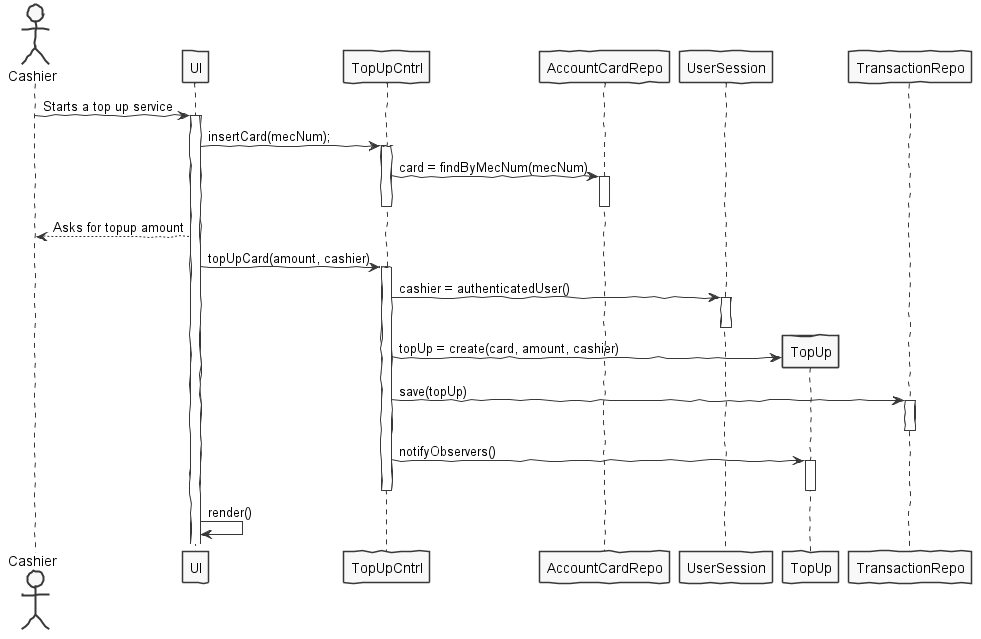 Cashier
UI
TopUpCntrl
AccountCardRepo
UserSession
TransactionRepo
Starts a top up service
insertCard(mecNum);
card = findByMecNum(mecNum)
Asks for topup amount
topUpCard(amount, cashier)
cashier = authenticatedUser()
topUp = create(card, amount, cashier)
TopUp
save(topUp)
notifyObservers()
render()
Cashier
UI
TopUpCntrl
AccountCardRepo
UserSession
TopUp
TransactionRepo